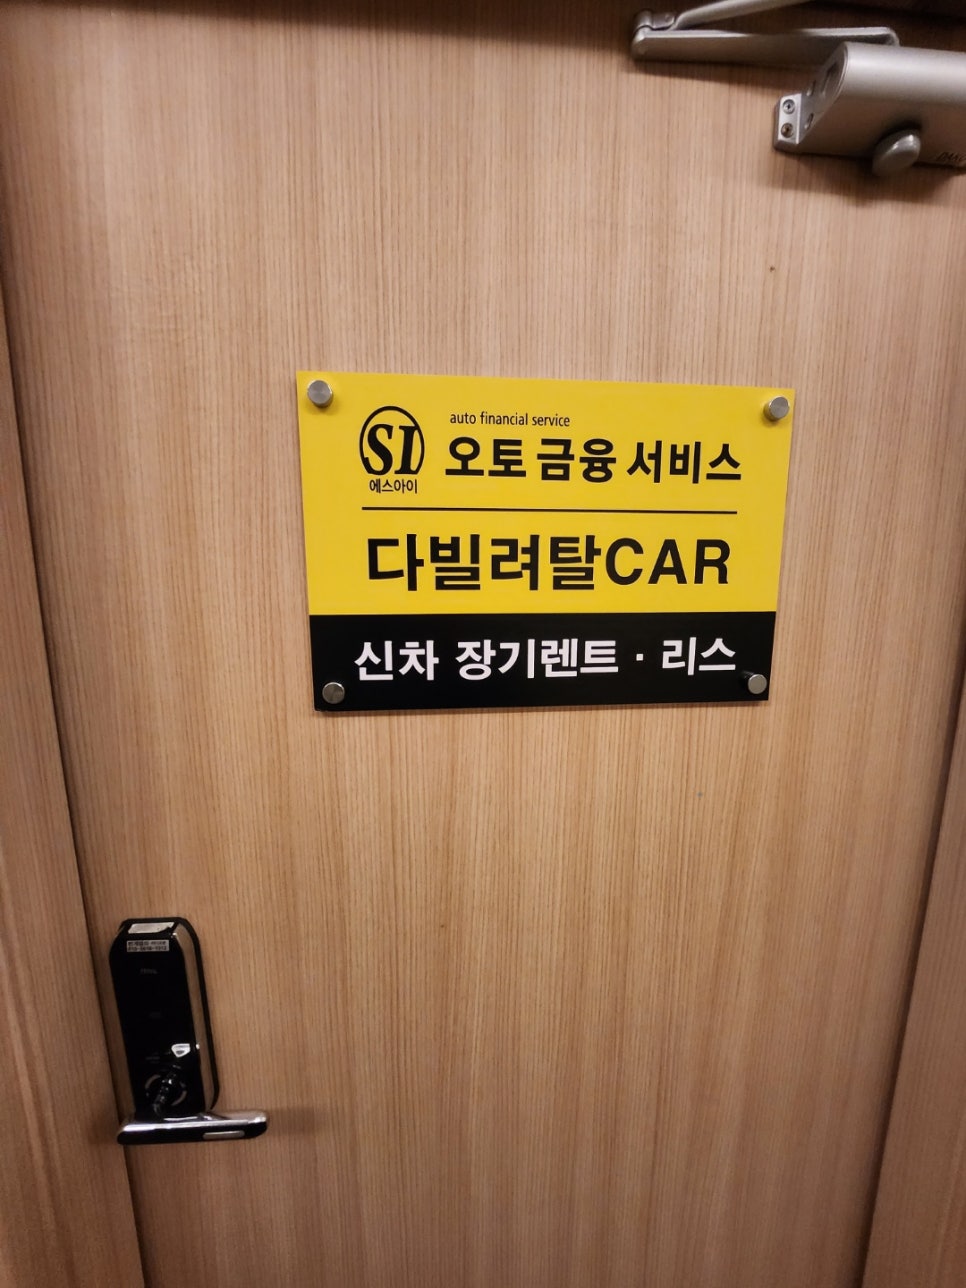 auto financial service
SI 오토 금융 서비스
에스아이
다빌려탈CAR
신차 장기렌트 · 리스